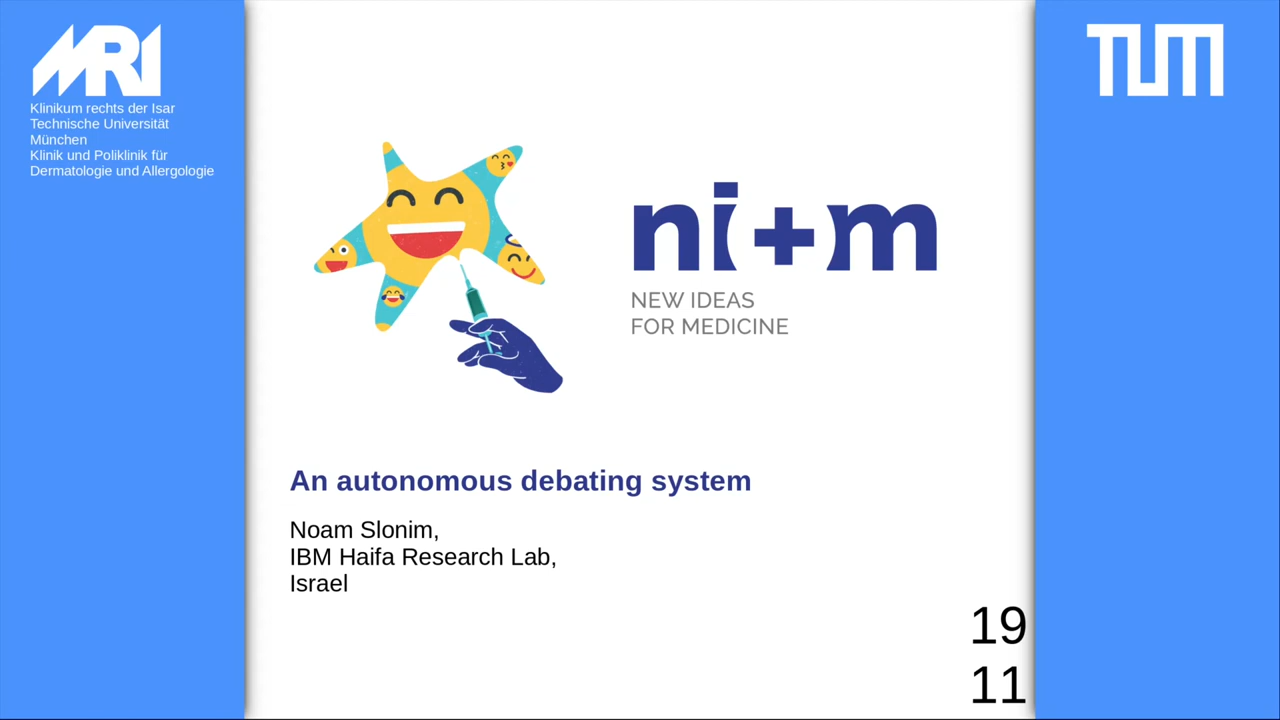 MRI
Klinikum rechts der Isar
Technische Universität
München
Klinik und Poliklinik für
Dermatologie und Allergologie
TUM
ni+m
NEW IDEAS
FOR MEDICINE
An autonomous debating system
Noam Slonim,
IBM Haifa Research Lab,
Israel
19
11